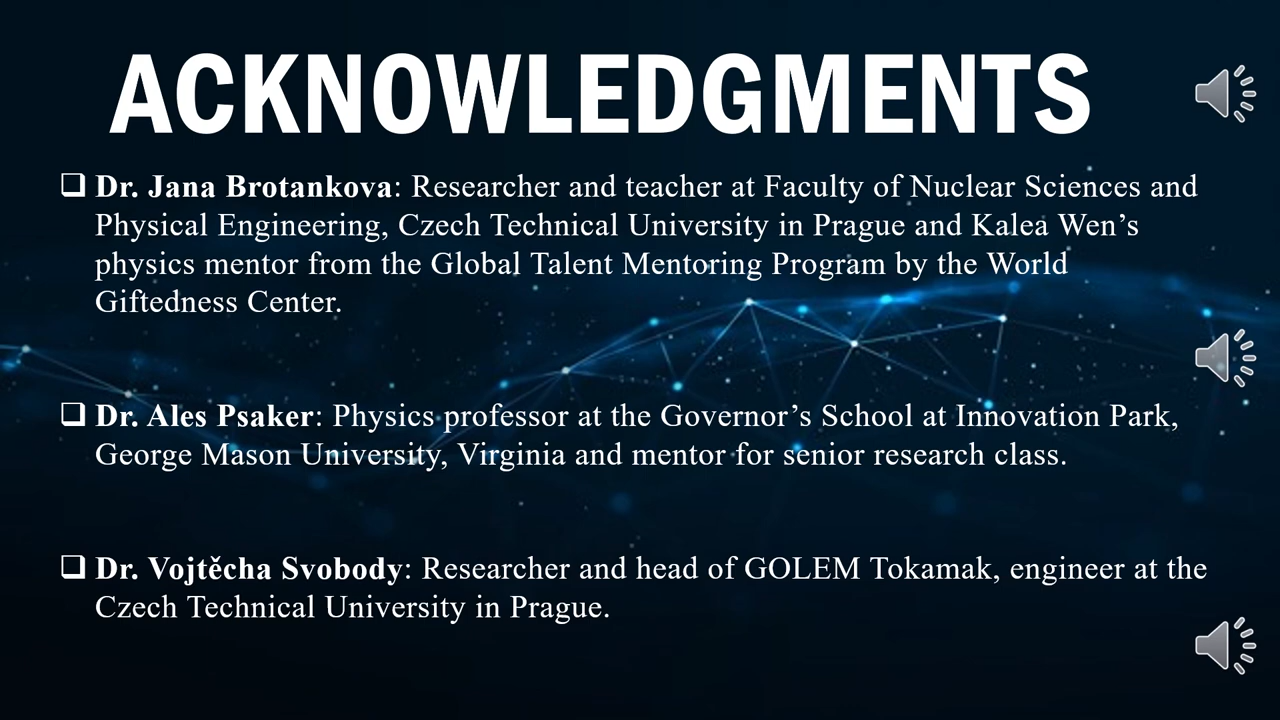 ACKNOWLEDGMENTS
❑ Dr. Jana Brotankova: Researcher and teacher at Faculty of Nuclear Sciences and
Physical Engineering, Czech Technical University in Prague and Kalea Wen’s
physics mentor from the Global Talent Mentoring Program by the World
Giftedness Center.
❑ Dr. Ales Psaker: Physics professor at the Governor’s School at Innovation Park,
George Mason University, Virginia and mentor for senior research class.
❑ Dr. Vojtěcha Svobody: Researcher and head of GOLEM Tokamak, engineer at the
Czech Technical University in Prague.